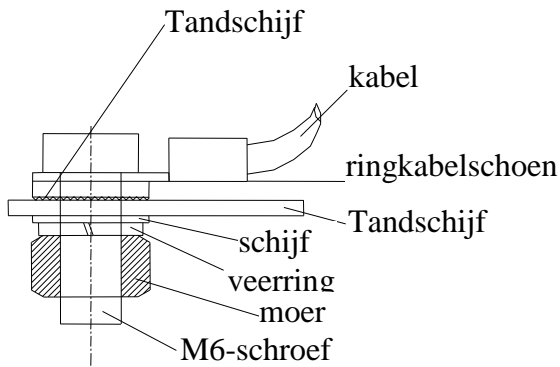 Tandschijf
kabel
ringkabelschoen
Tandschijf
schijf
veerring
moer
M6-schroef